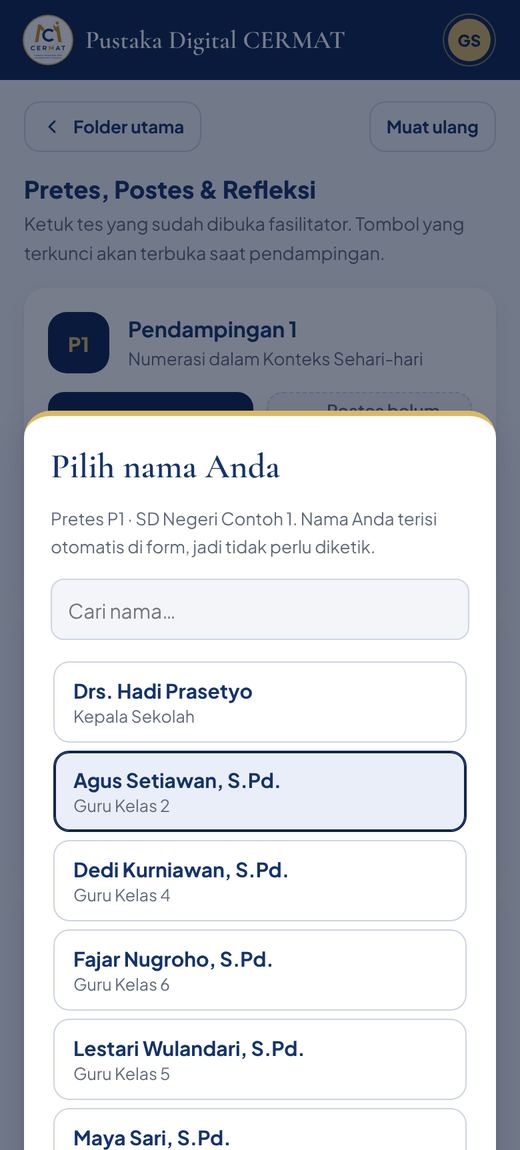 CERMAT
Pustaka Digital CERMAT
GS
Folder utama
Muat ulang
Pretes, Postes & Refleksi
Ketuk tes yang sudah dibuka fasilitator. Tombol yang
terkunci akan terbuka saat pendampingan.
P1
Pendampingan 1
Numerasi dalam Konteks Sehari-hari
Postes belum
Pilih nama Anda
Pretes P1 · SD Negeri Contoh 1. Nama Anda terisi
otomatis di form, jadi tidak perlu diketik.
Cari nama…
Drs. Hadi Prasetyo
Kepala Sekolah
Agus Setiawan, S.Pd.
Guru Kelas 2
Dedi Kurniawan, S.Pd.
Guru Kelas 4
Fajar Nugroho, S.Pd.
Guru Kelas 6
Lestari Wulandari, S.Pd.
Guru Kelas 5
Maya Sari, S.Pd.